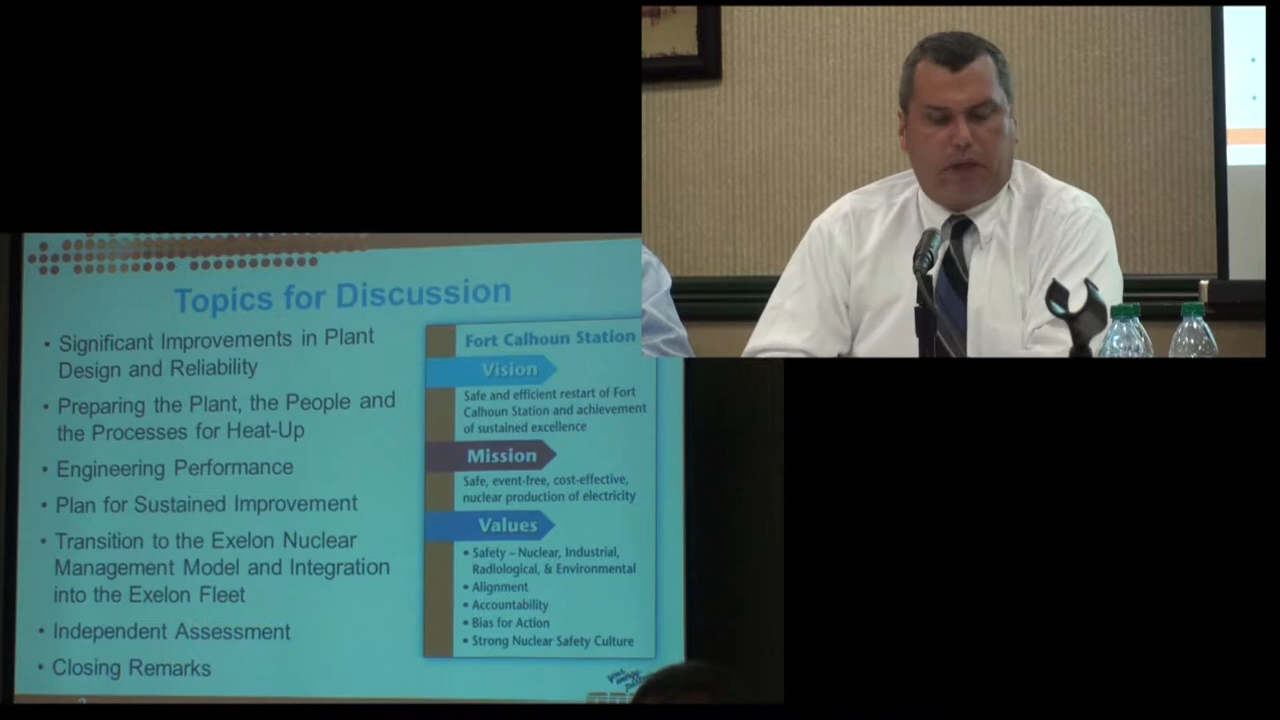 Topics for Discussion
• Significant Improvements in Plant
Design and Reliability
• Preparing the Plant, the People and
the Processes for Heat-Up
• Engineering Performance
• Plan for Sustained Improvement
• Transition to the Exelon Nuclear
Management Model and Integration
into the Exelon Fleet
• Independent Assessment
• Closing Remarks
Fort Calhoun Station
Vision
Safe and efficient restart of Fort
Calhoun Station and achievement
of sustained excellence
Mission
Safe, event-free, cost-effective,
nuclear production of electricity
Values
• Safety – Nuclear, Industrial,
Radiological, & Environmental
• Alignment
• Accountability
• Bias for Action
• Strong Nuclear Safety Culture